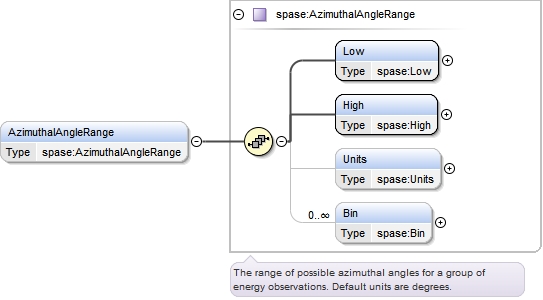 spase:AzimuthalAngleRange
Low
Type spase:Low
High
Type spase:High
AzimuthalAngleRange
Type spase:AzimuthalAngleRange
Units
Type spase:Units
0..∞
Bin
Type spase:Bin
The range of possible azimuthal angles for a group of
energy observations. Default units are degrees.